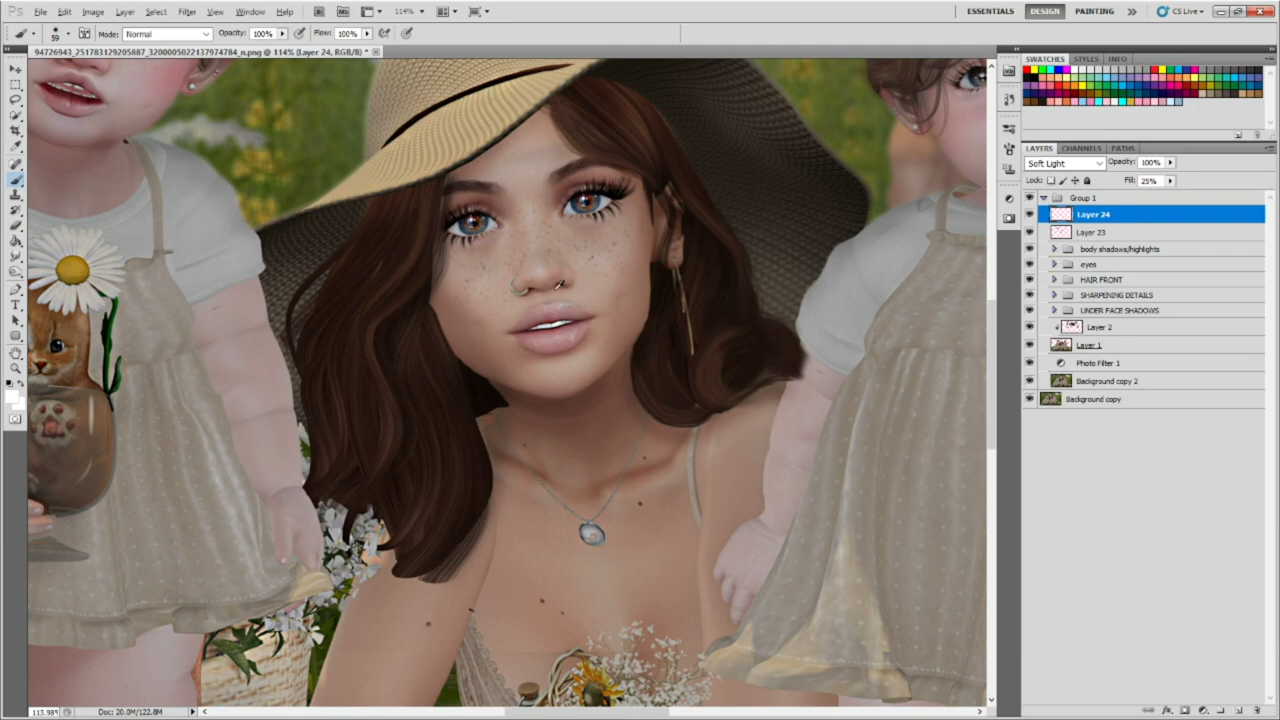 Ps File Edit Image Layer Select Filter View Window Help Mb 114% ESSENTIALS DESIGN PAINTING CS Live
59 Mode: Normal Opacity: 100% Flow: 100%
94726943_251783129205887_3200005022137974784_n.png @ 114% (Layer 24, RGB/8) *
SWATCHES STYLES INFO
LAYERS CHANNELS PATHS
Soft Light Opacity: 100%
Lock: Fill: 25%
Group 1
Layer 24
Layer 23
body shadows/highlights
eyes
HAIR FRONT
SHARPENING DETAILS
UNDER FACE SHADOWS
Layer 2
Layer 1
Photo Filter 1
Background copy 2
Background copy
113.98% Doc: 20.0M/122.8M